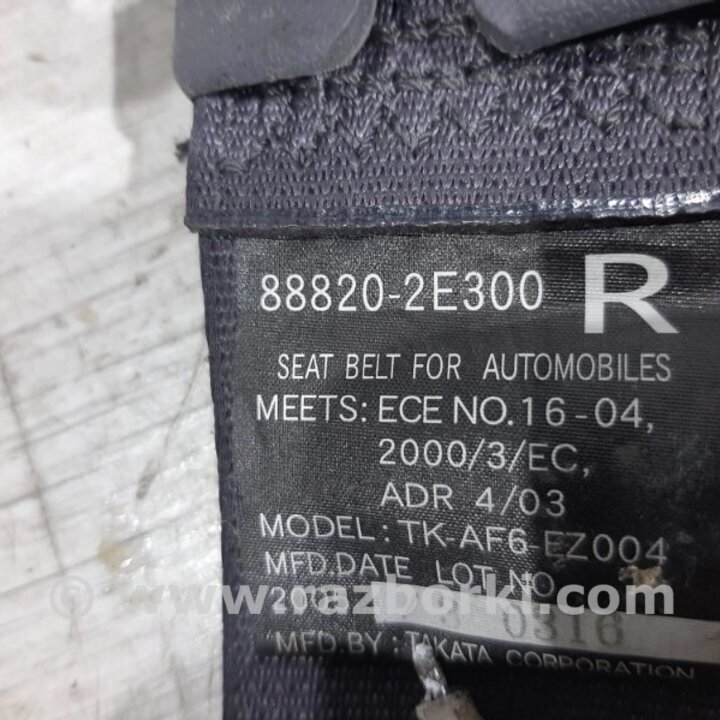 88820-2E300 R
SEAT BELT FOR AUTOMOBILES
MEETS: ECE NO.16-04,
2000/3/EC,
ADR 4/03
MODEL: TK-AF6-EZ004
MFD.DATE LOT NO
0316
MFD.BY: TAKATA CORPORATION
© www.razborki.com